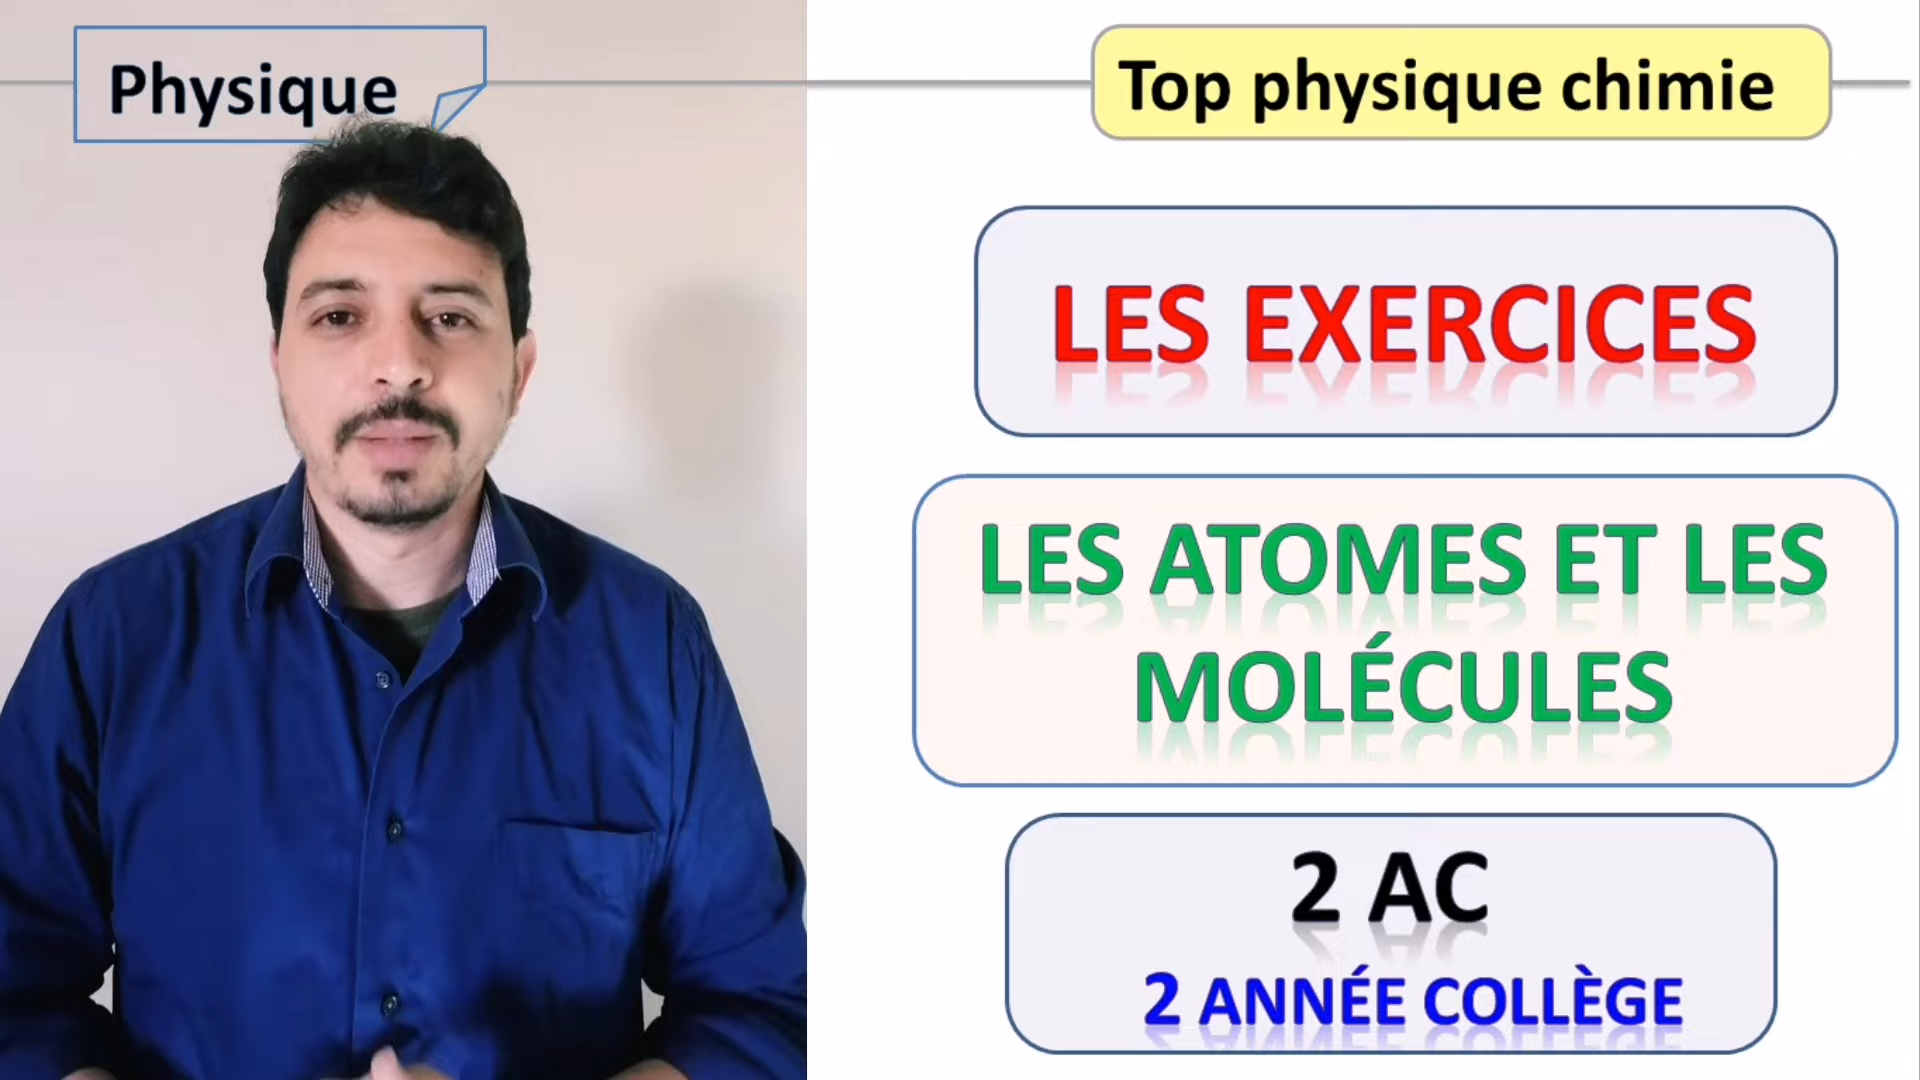 Physique
Top physique chimie
LES EXERCICES
LES ATOMES ET LES
MOLÉCULES
2 AC
2 ANNÉE COLLÈGE